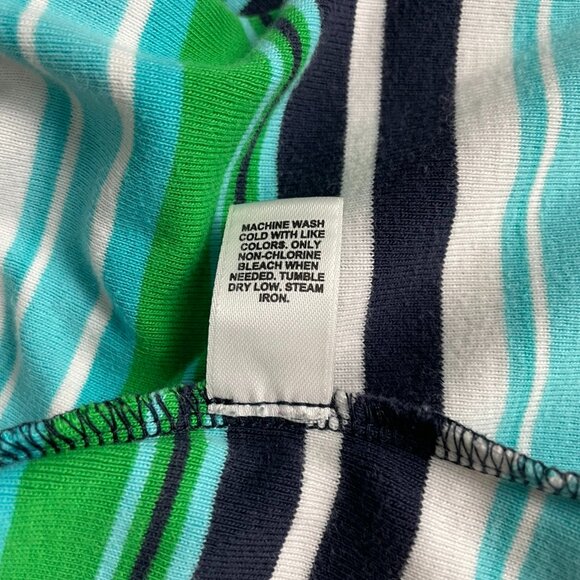 MACHINE WASH
COLD WITH LIKE
COLORS. ONLY
NON-CHLORINE
BLEACH WHEN
NEEDED. TUMBLE
DRY LOW. STEAM
IRON.